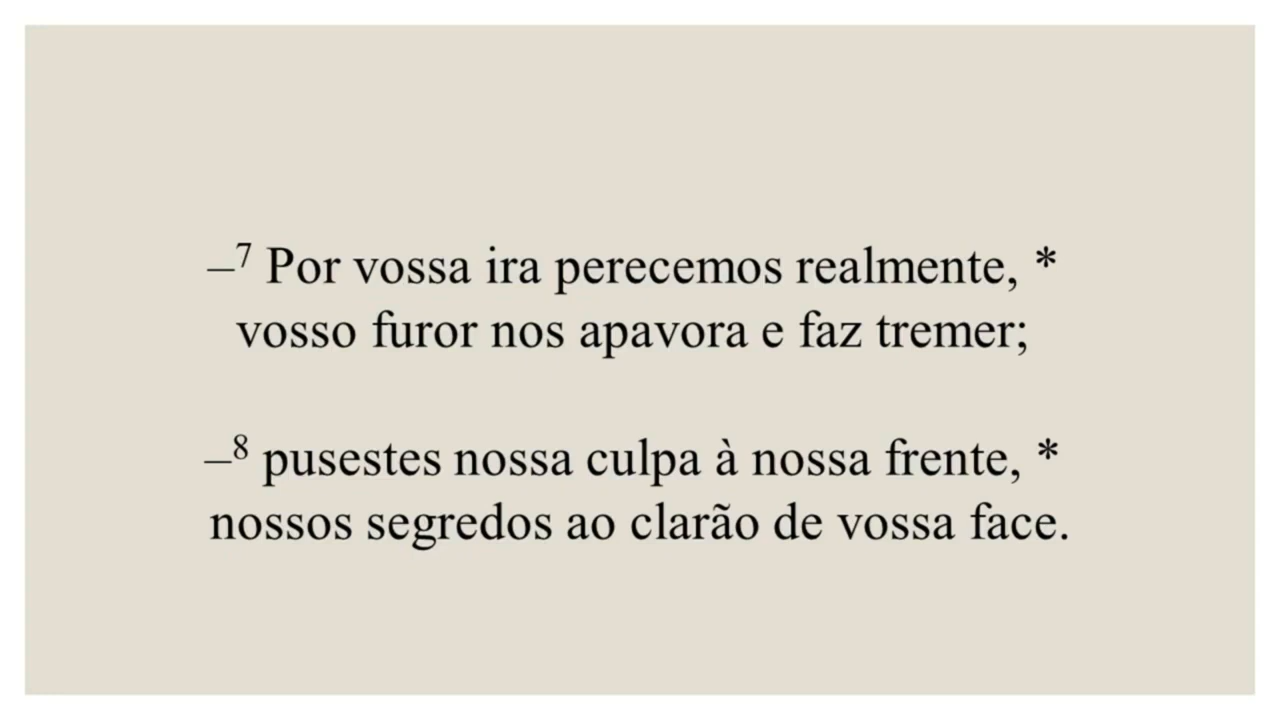 –⁷ Por vossa ira perecemos realmente, *
vosso furor nos apavora e faz tremer;
–⁸ pusestes nossa culpa à nossa frente, *
nossos segredos ao clarão de vossa face.